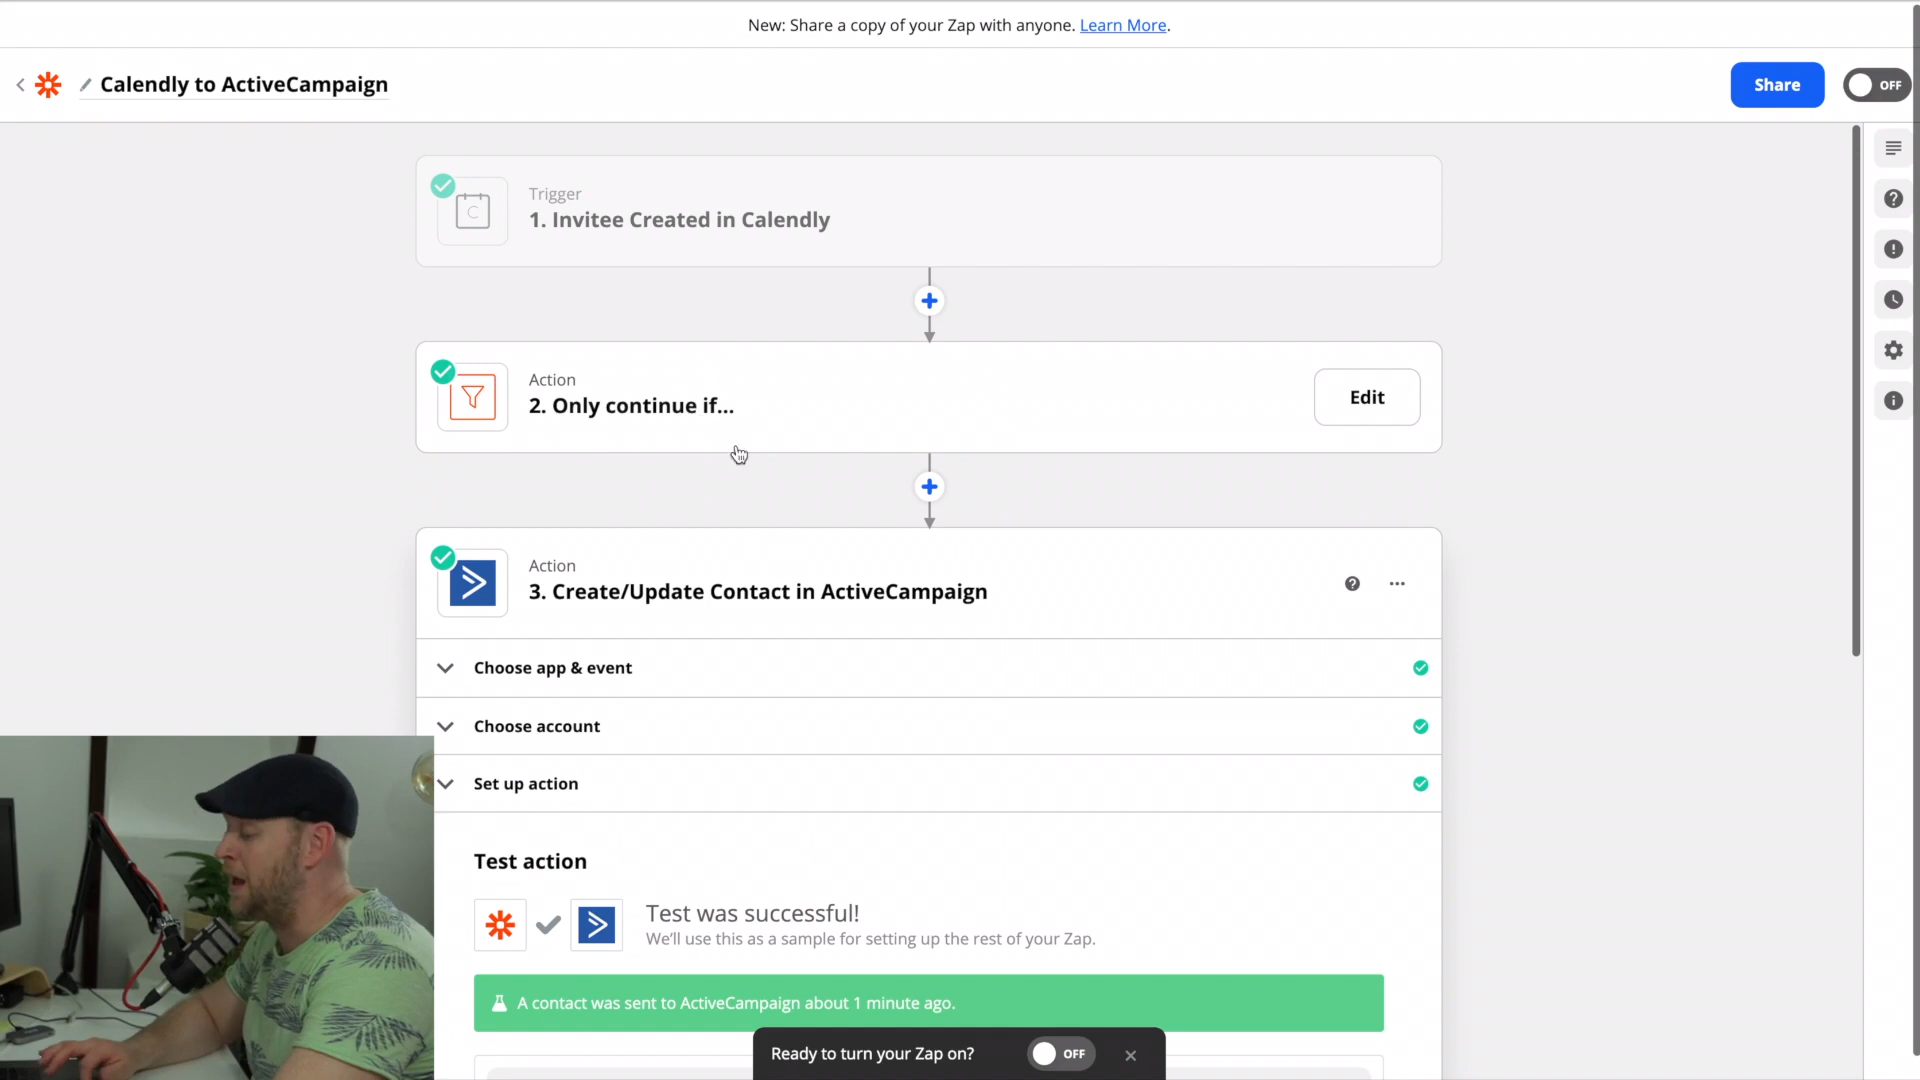 New: Share a copy of your Zap with anyone. Learn More.
Calendly to ActiveCampaign
Share
OFF
Trigger
1. Invitee Created in Calendly
Action
2. Only continue if...
Edit
Action
3. Create/Update Contact in ActiveCampaign
Choose app & event
Choose account
Set up action
Test action
Test was successful!
We'll use this as a sample for setting up the rest of your Zap.
A contact was sent to ActiveCampaign about 1 minute ago.
Ready to turn your Zap on?
OFF